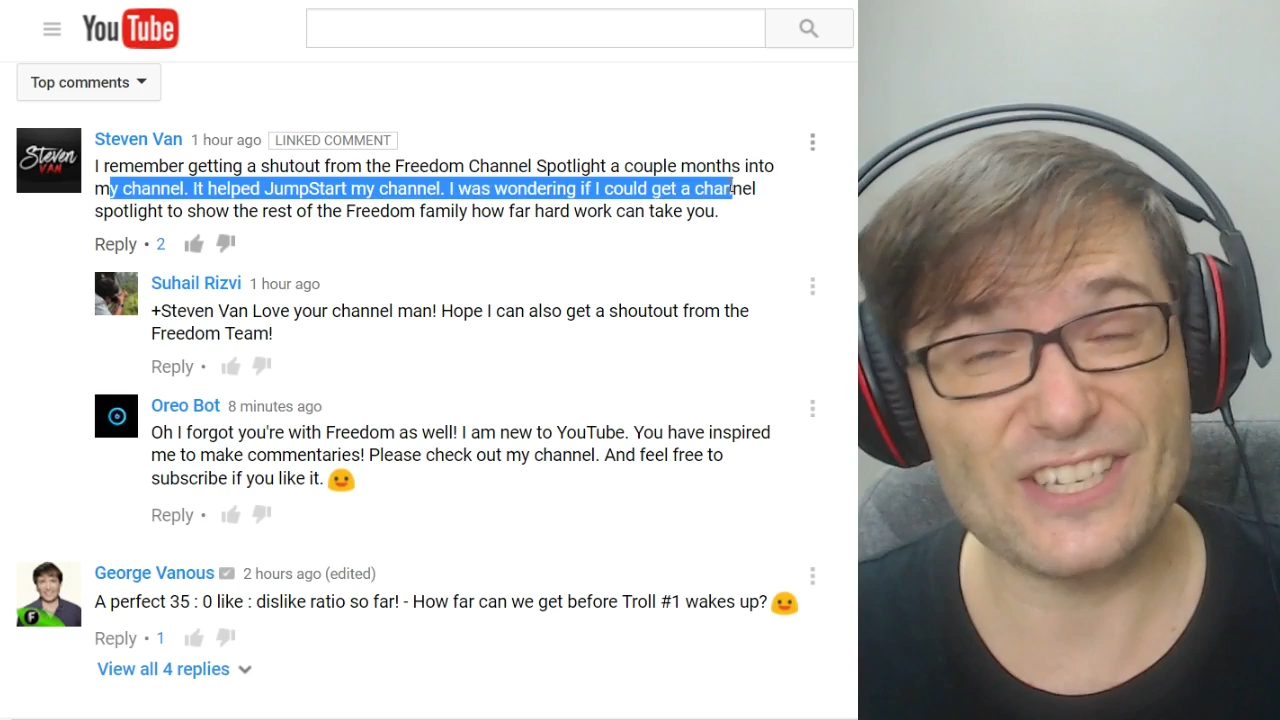 YouTube
Top comments
Steven Van 1 hour ago LINKED COMMENT
Steven VAN
I remember getting a shutout from the Freedom Channel Spotlight a couple months into
my channel. It helped JumpStart my channel. I was wondering if I could get a channel
spotlight to show the rest of the Freedom family how far hard work can take you.
Reply • 2
Suhail Rizvi 1 hour ago
+Steven Van Love your channel man! Hope I can also get a shoutout from the
Freedom Team!
Reply •
Oreo Bot 8 minutes ago
Oh I forgot you're with Freedom as well! I am new to YouTube. You have inspired
me to make commentaries! Please check out my channel. And feel free to
subscribe if you like it.
Reply •
George Vanous 2 hours ago (edited)
F
A perfect 35 : 0 like : dislike ratio so far! - How far can we get before Troll #1 wakes up?
Reply • 1
View all 4 replies